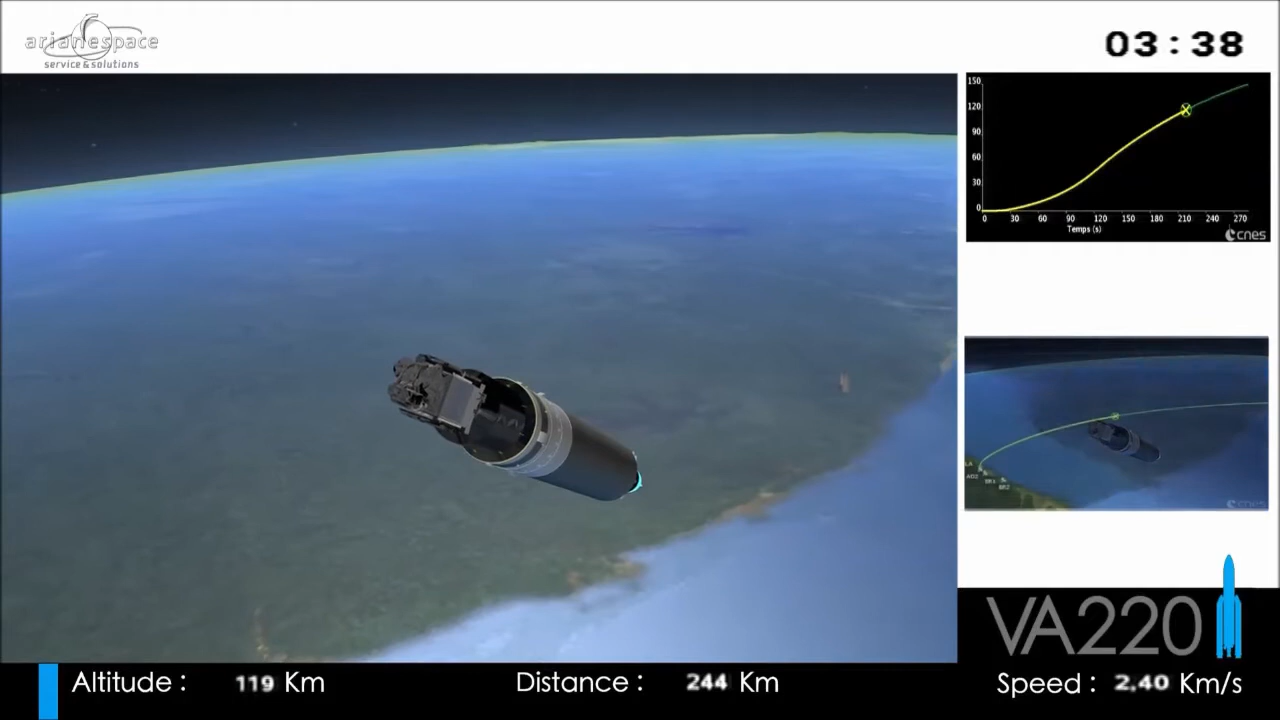 arianespace
service & solutions
03 : 38
150
120
90
60
30
0
0 30 60 90 120 150 180 210 240 270
Temps (s)
cnes
cnes
VA220
Altitude : 119 Km
Distance : 244 Km
Speed : 2,40 Km/s